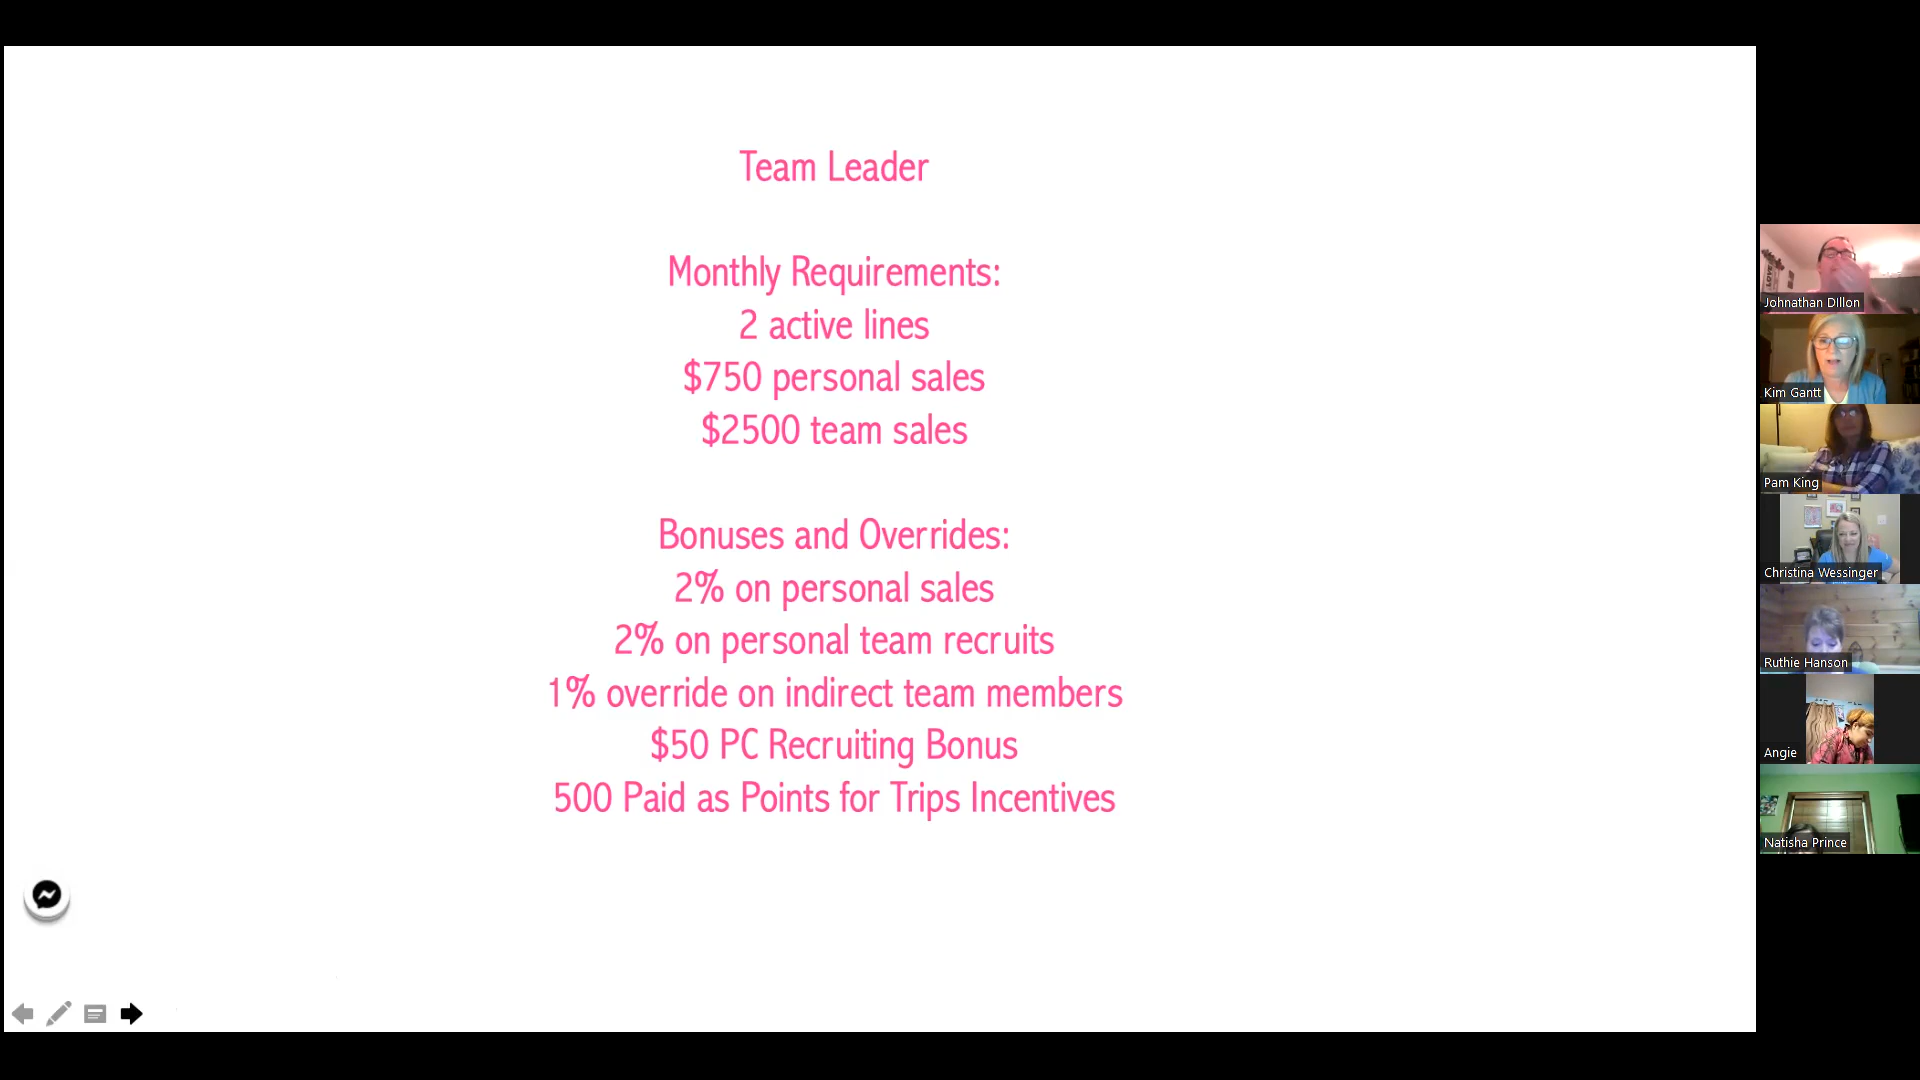 Team Leader
Monthly Requirements:
2 active lines
$750 personal sales
$2500 team sales
Bonuses and Overrides:
2% on personal sales
2% on personal team recruits
1% override on indirect team members
$50 PC Recruiting Bonus
500 Paid as Points for Trips Incentives
Johnathan DIllon
Kim Gantt
Pam King
Christina Wessinger
Ruthie Hanson
Angie
Natisha Prince